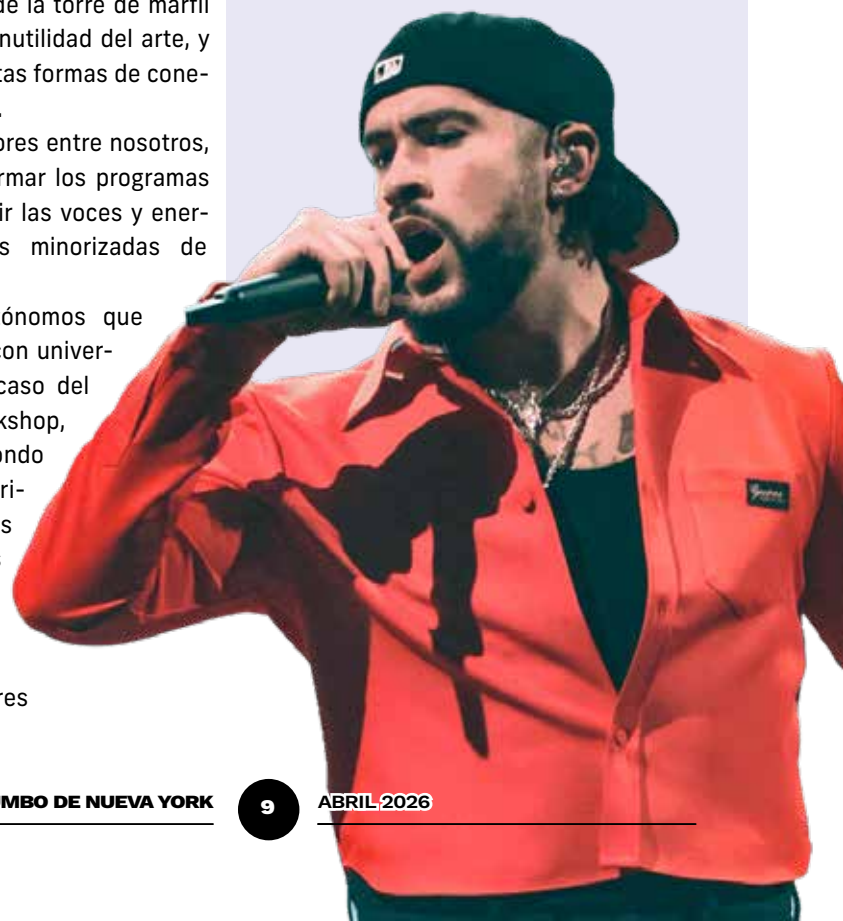 de la torre de marfil
nutilidad del arte, y
tas formas de cone-
ores entre nosotros,
rmar los programas
ir las voces y ener-
s minorizadas de
ónomos que
con univer-
caso del
kshop,
ondo
ri-
s
res
UMBO DE NUEVA YORK
9
ABRIL 2026